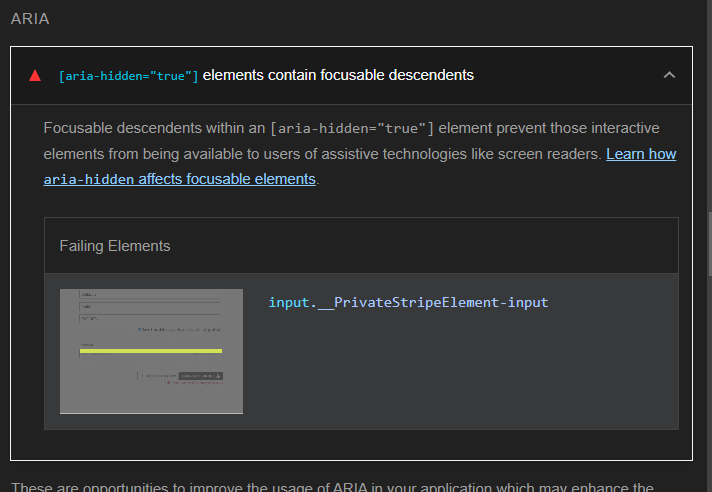 ARIA
[aria-hidden="true"] elements contain focusable descendents
Focusable descendents within an [aria-hidden="true"] element prevent those interactive
elements from being available to users of assistive technologies like screen readers. Learn how
aria-hidden affects focusable elements.
Failing Elements
input.__PrivateStripeElement-input
These are opportunities to improve the usage of ARIA in your application which may enhance the